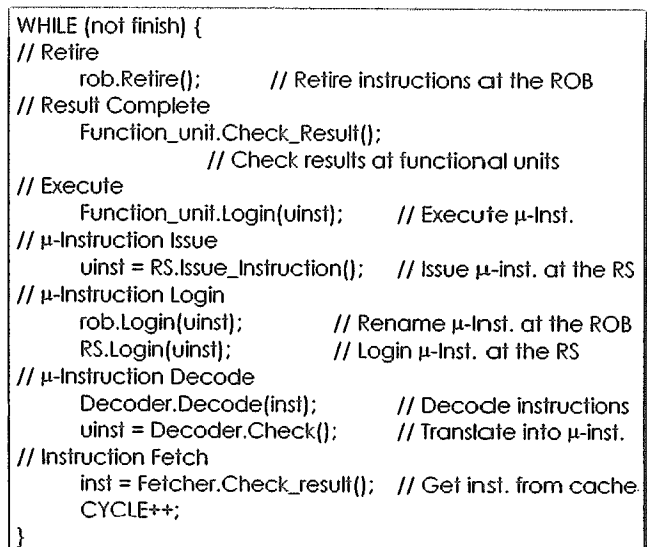 WHILE (not finish) {
// Retire
rob.Retire(); // Retire instructions at the ROB
// Result Complete
Function_unit.Check_Result();
// Check results at functional units
// Execute
Function_unit.Login(uinst); // Execute μ-Inst.
// μ-Instruction Issue
uinst = RS.Issue_Instruction(); // Issue μ-inst. at the RS
// μ-Instruction Login
rob.Login(uinst); // Rename μ-Inst. at the ROB
RS.Login(uinst); // Login μ-Inst. at the RS
// μ-Instruction Decode
Decoder.Decode(inst); // Decode instructions
uinst = Decoder.Check(); // Translate into μ-inst.
// Instruction Fetch
inst = Fetcher.Check_result(); // Get inst. from cache
CYCLE++;
}